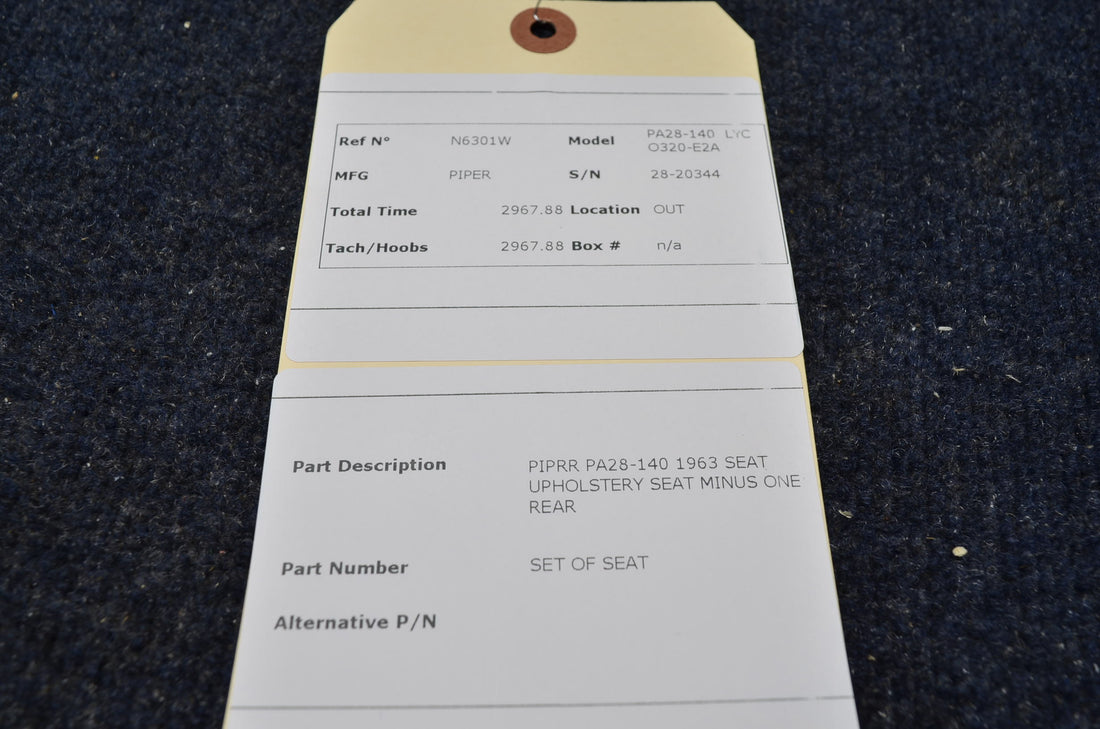 Ref N° N6301W Model PA28-140 LYC
O320-E2A
MFG PIPER S/N 28-20344
Total Time 2967.88 Location OUT
Tach/Hoobs 2967.88 Box # n/a
Part Description PIPRR PA28-140 1963 SEAT
UPHOLSTERY SEAT MINUS ONE
REAR
Part Number SET OF SEAT
Alternative P/N